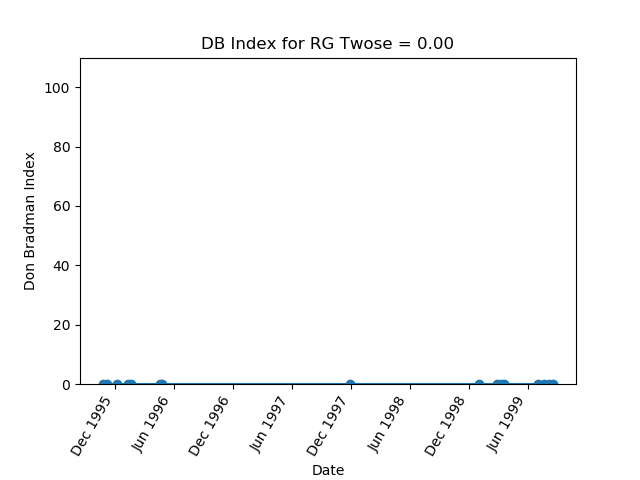 DB Index for RG Twose = 0.00
100
80
60
40
20
0
Don Bradman Index
Dec 1995
Jun 1996
Dec 1996
Jun 1997
Dec 1997
Jun 1998
Dec 1998
Jun 1999
Date